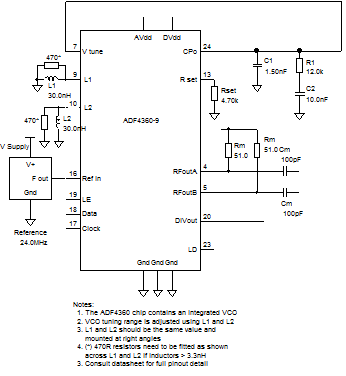 AVdd DVdd
7 V tune
CPo 24
470*
C1
1.50nF
R1
12.0k
9 L1
L1
30.0nH
R set 13
Rset
4.70k
C2
10.0nF
10 L2
470*
L2
30.0nH
ADF4360-9
V Supply
V+
F out
Gnd
16 Ref in
Rm
51.0
Rm
51.0
Cm
100pF
RFoutA 4
RFoutB 5
Cm
100pF
19 LE
18 Data
17 Clock
DIVout 20
Reference
24.0MHz
LD 23
Gnd Gnd Gnd
Notes:
1. The ADF4360 chip contains an integrated VCO
2. VCO tuning range is adjusted using L1 and L2
3. L1 and L2 should be the same value and
mounted at right angles
4. (*) 470R resistors need to be fitted as shown
across L1 and L2 if inductors > 3.3nH
3. Consult datasheet for full pinout detail